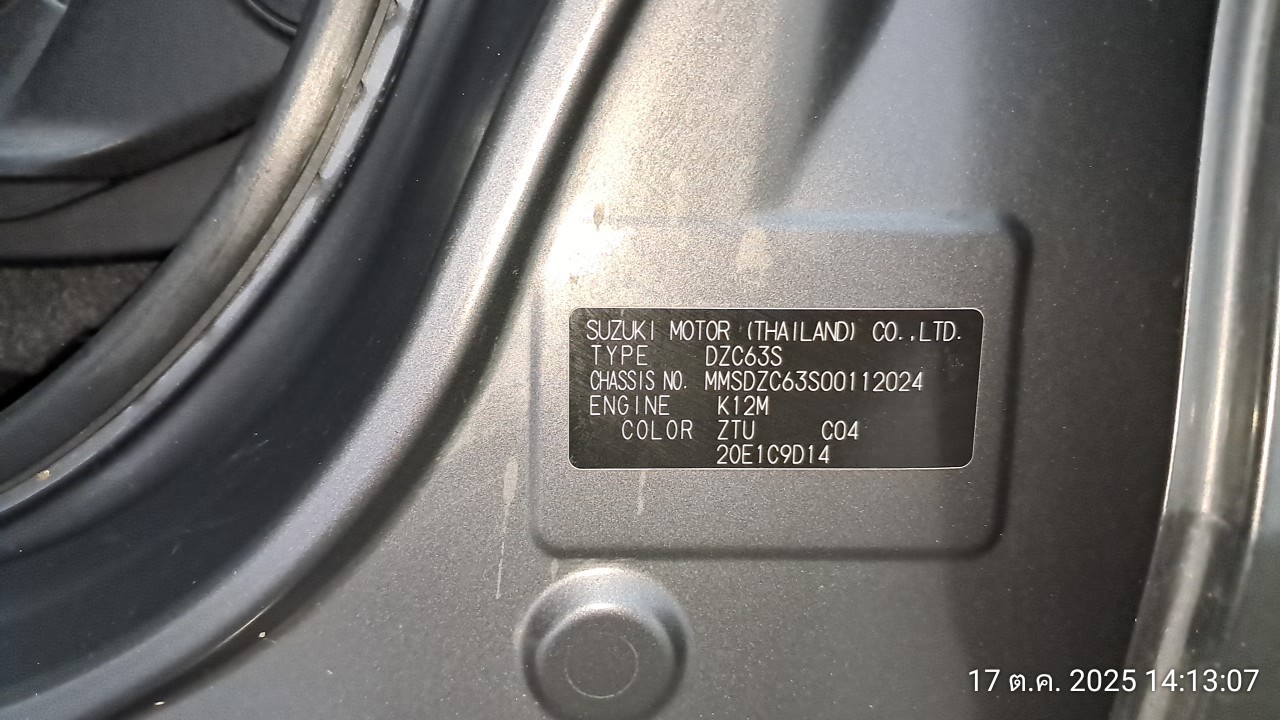 SUZUKI MOTOR (THAILAND) CO.,LTD.
TYPE DZC63S
CHASSIS NO. MMSDZC63S00112024
ENGINE K12M
COLOR ZTU C04
20E1C9D14
17 ต.ค. 2025 14:13:07